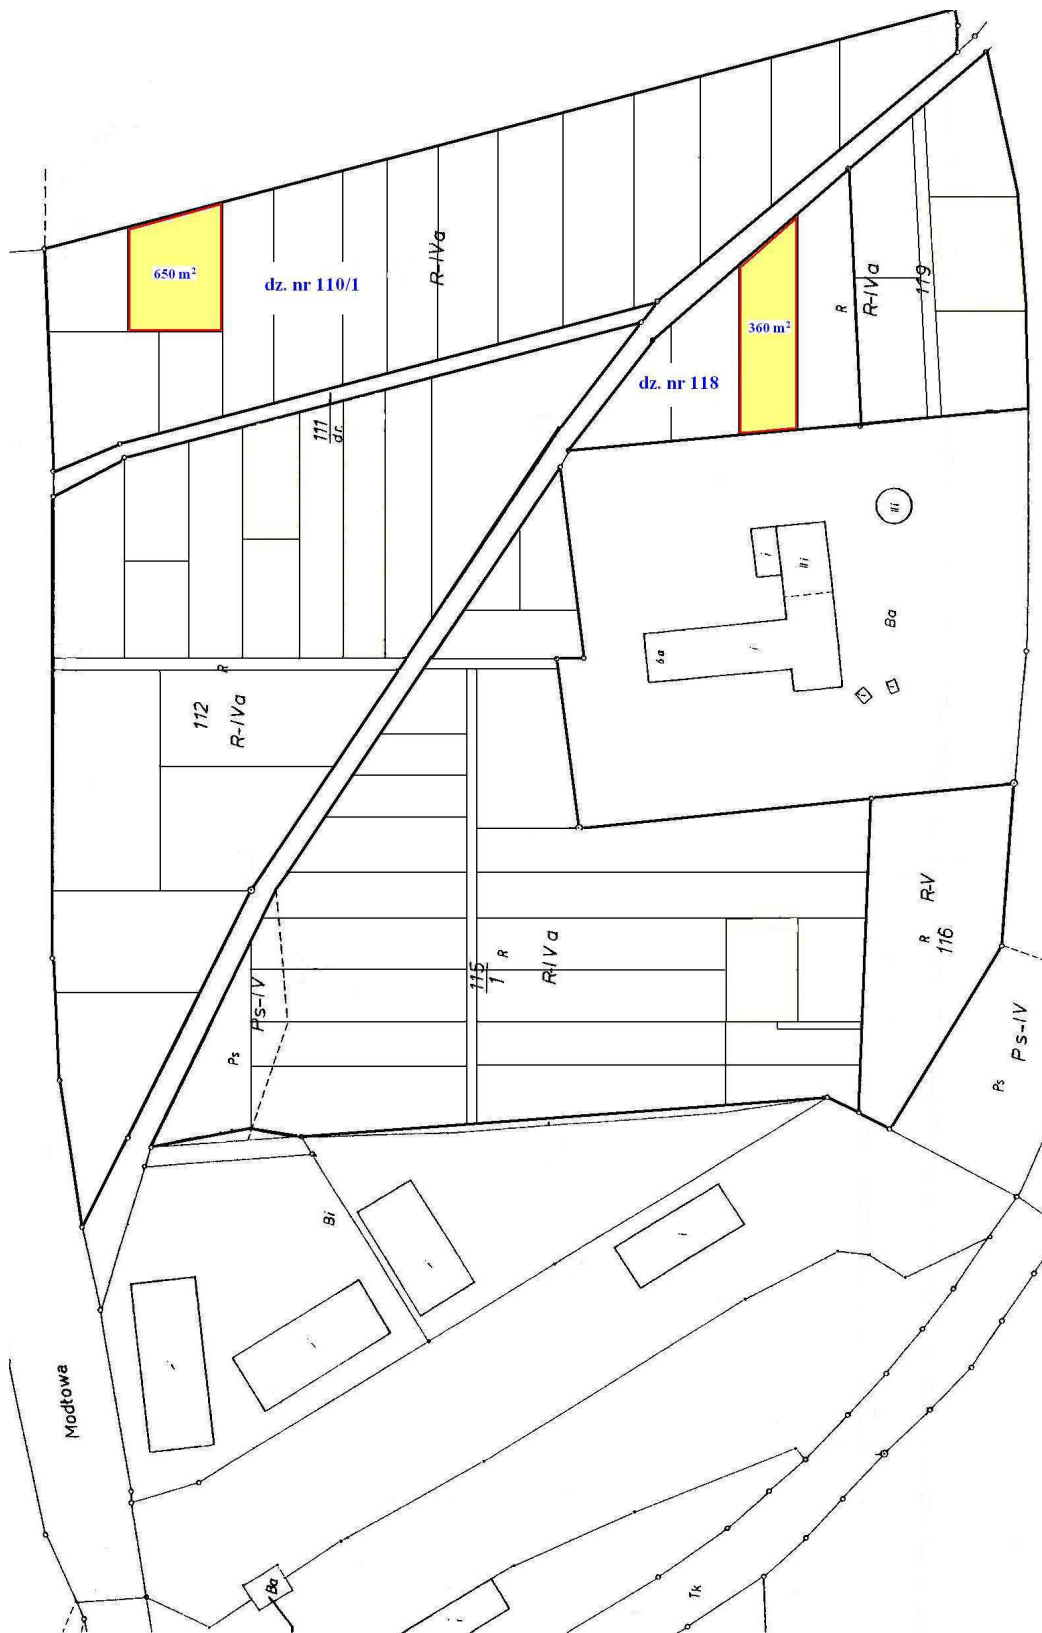 R-IVa
650 m²
dz. nr 110/1
R
R-IVa
119
360 m²
dz. nr 118
111
dr.
i
6a
i
Ba
R
112
R-IVa
R-V
R
116
115
1
R
R-IVa
Ps-IV
Ps
Ps-IV
Ps
Bi
i
i
i
i
Modłowa
Ba
i
Tk